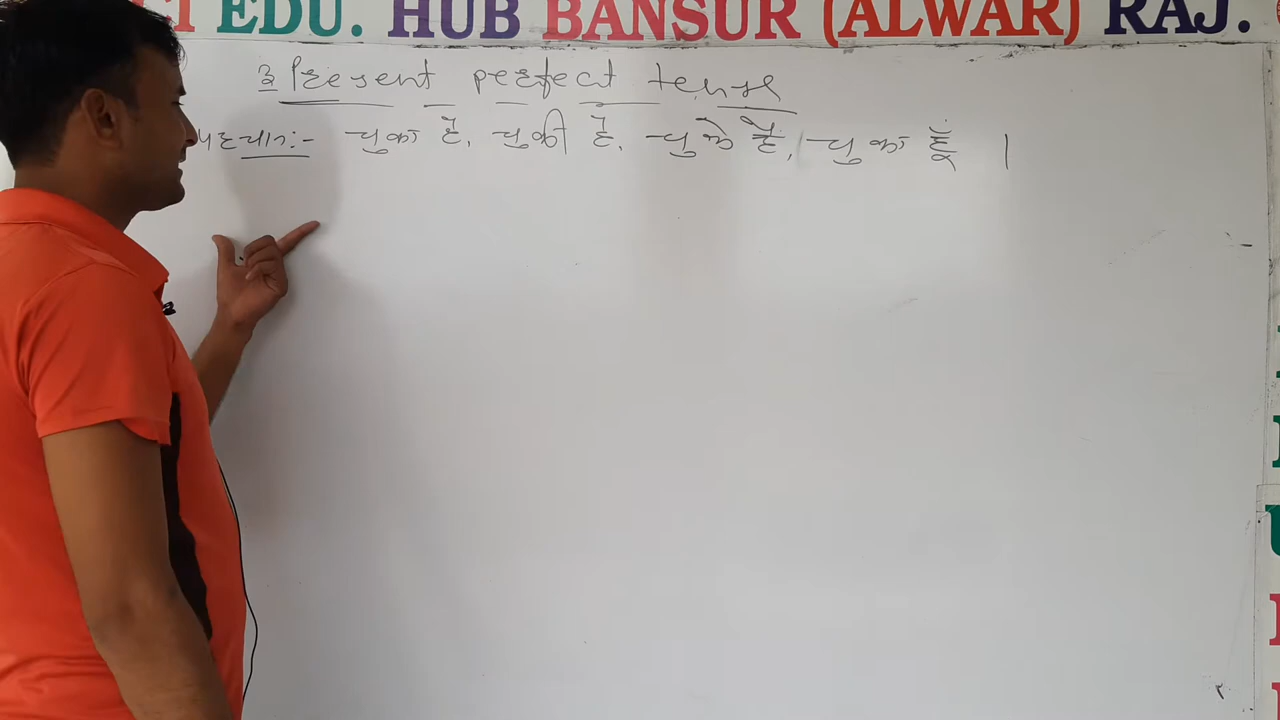 EDU. HUB BANSUR (ALWAR) RAJ.
3 Present perfect tense
पहचान:- चुका है, चुकी है, चुके हैं, चुका हूँ ।